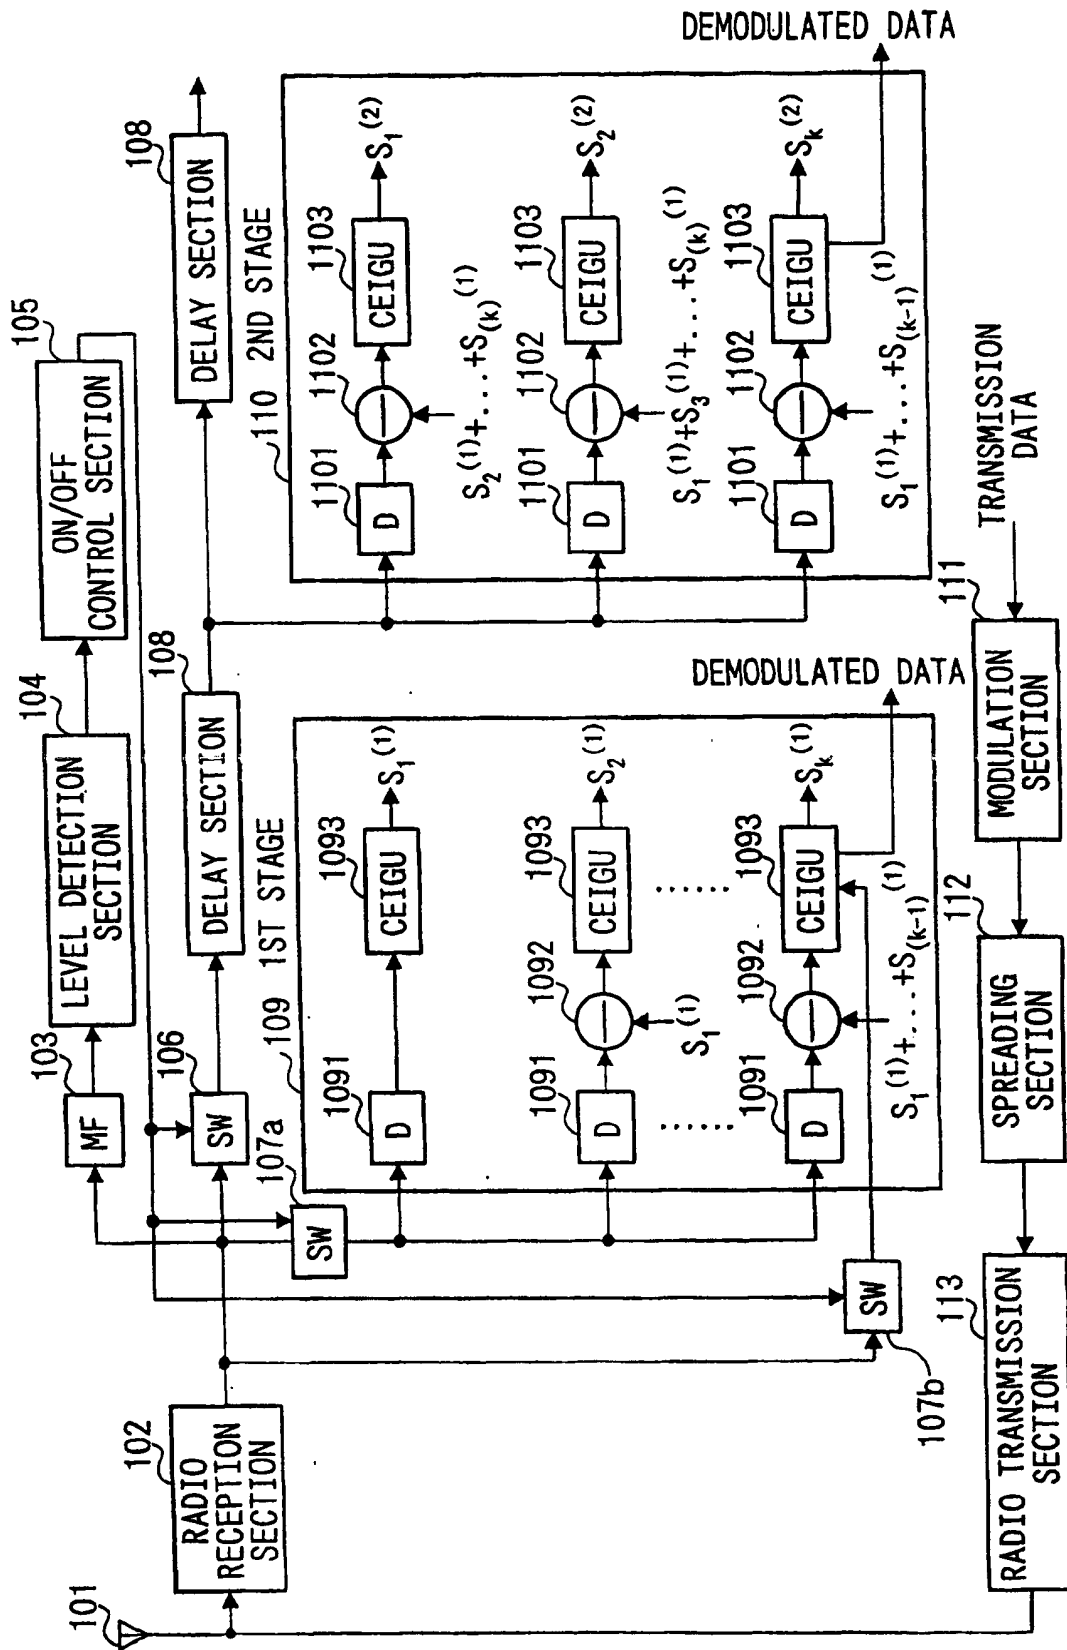 101
102
RADIO
RECEPTION
SECTION
103
MF
104
LEVEL DETECTION
SECTION
105
ON/OFF
CONTROL SECTION
106
SW
108
DELAY SECTION
108
DELAY SECTION
107a
SW
107b
SW
109 1ST STAGE
1091
D
1093
CEIGU
S1(1)
1091
D
1092
S1(1)
1093
CEIGU
S2(1)
......
......
1091
D
1092
S1(1)+....+S(k-1)(1)
1093
CEIGU
Sk(1)
DEMODULATED DATA
110 2ND STAGE
1101
D
1102
S2(1)+....+S(k)(1)
1103
CEIGU
S1(2)
1101
D
1102
S1(1)+S3(1)+....+S(k)(1)
1103
CEIGU
S2(2)
1101
D
1102
S1(1)+....+S(k-1)(1)
1103
CEIGU
Sk(2)
DEMODULATED DATA
TRANSMISSION
DATA
111
MODULATION
SECTION
112
SPREADING
SECTION
113
RADIO TRANSMISSION
SECTION